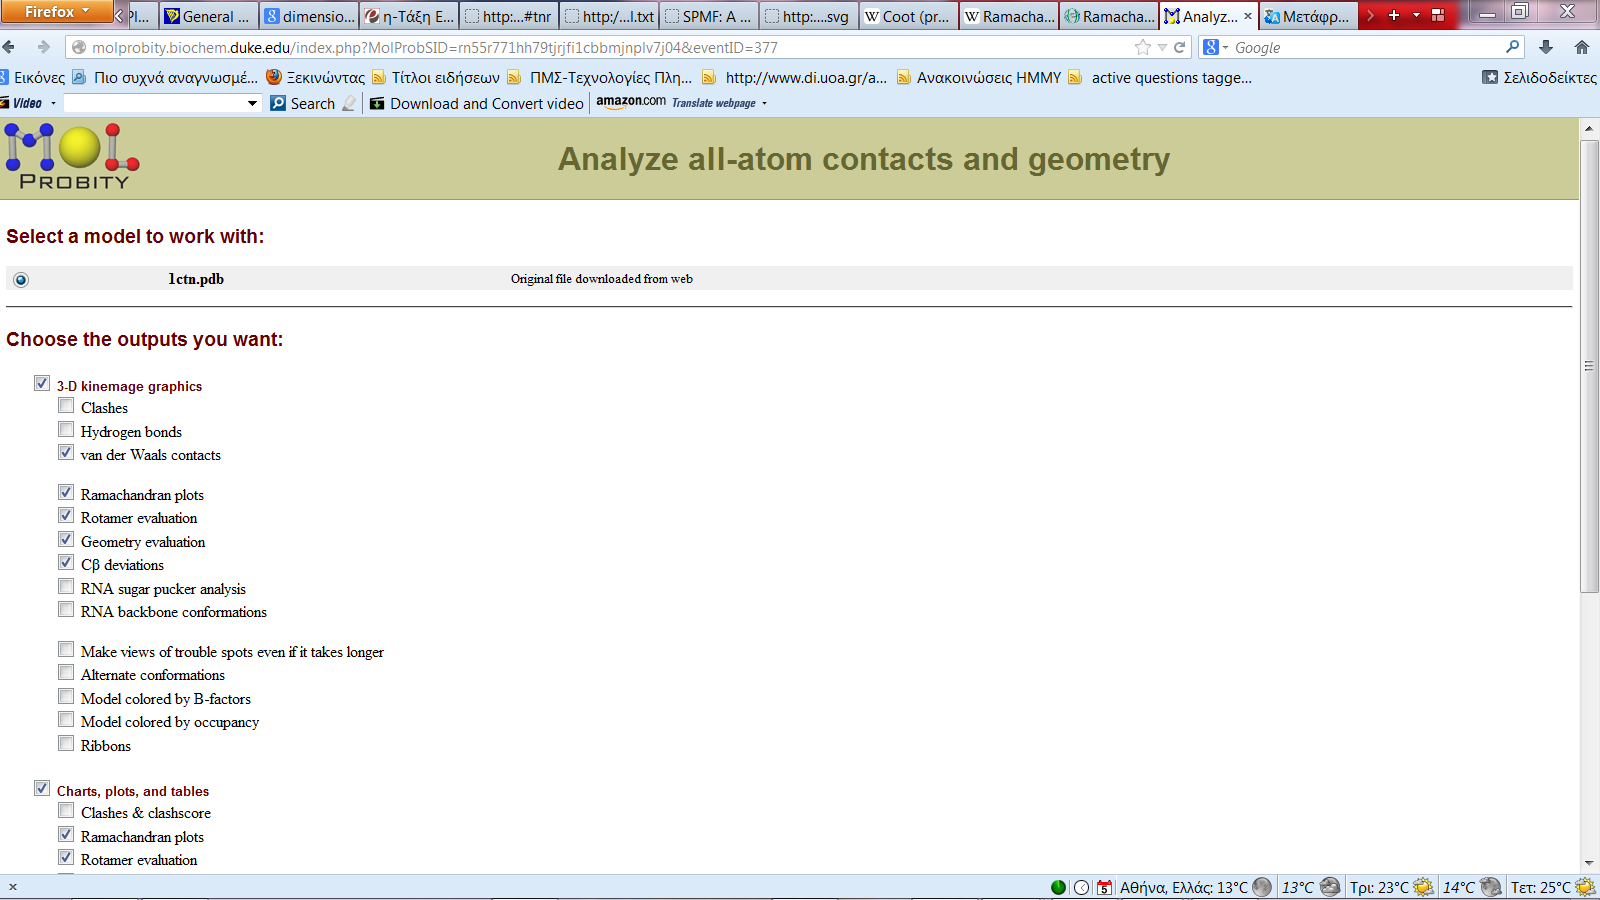 Firefox
Pl...
General ...
dimensio...
η-Τάξη Ε...
http:...#tnr
http:/...l.txt
SPMF: A ...
http:....svg
Coot (pr...
Ramacha...
Ramacha...
Analyz...
Μετάφρ...
molprobity.biochem.duke.edu/index.php?MolProbSID=rn55r771hh79tjrjfi1cbbmjnplv7j04&eventID=377
Google
Εικόνες
Πιο συχνά αναγνωσμέ...
Ξεκινώντας
Τίτλοι ειδήσεων
ΠΜΣ-Τεχνολογίες Πλη...
http://www.di.uoa.gr/a...
Ανακοινώσεις ΗΜΜΥ
active questions tagge...
Σελιδοδείκτες
Video
Search
Download and Convert video
amazon.com
Translate webpage
MOL
PROBITY
Analyze all-atom contacts and geometry
Select a model to work with:
1ctn.pdb
Original file downloaded from web
Choose the outputs you want:
3-D kinemage graphics
Clashes
Hydrogen bonds
van der Waals contacts
Ramachandran plots
Rotamer evaluation
Geometry evaluation
Cβ deviations
RNA sugar pucker analysis
RNA backbone conformations
Make views of trouble spots even if it takes longer
Alternate conformations
Model colored by B-factors
Model colored by occupancy
Ribbons
Charts, plots, and tables
Clashes & clashscore
Ramachandran plots
Rotamer evaluation
5
Αθήνα, Ελλάς: 13°C
13°C
Τρι: 23°C
14°C
Τετ: 25°C